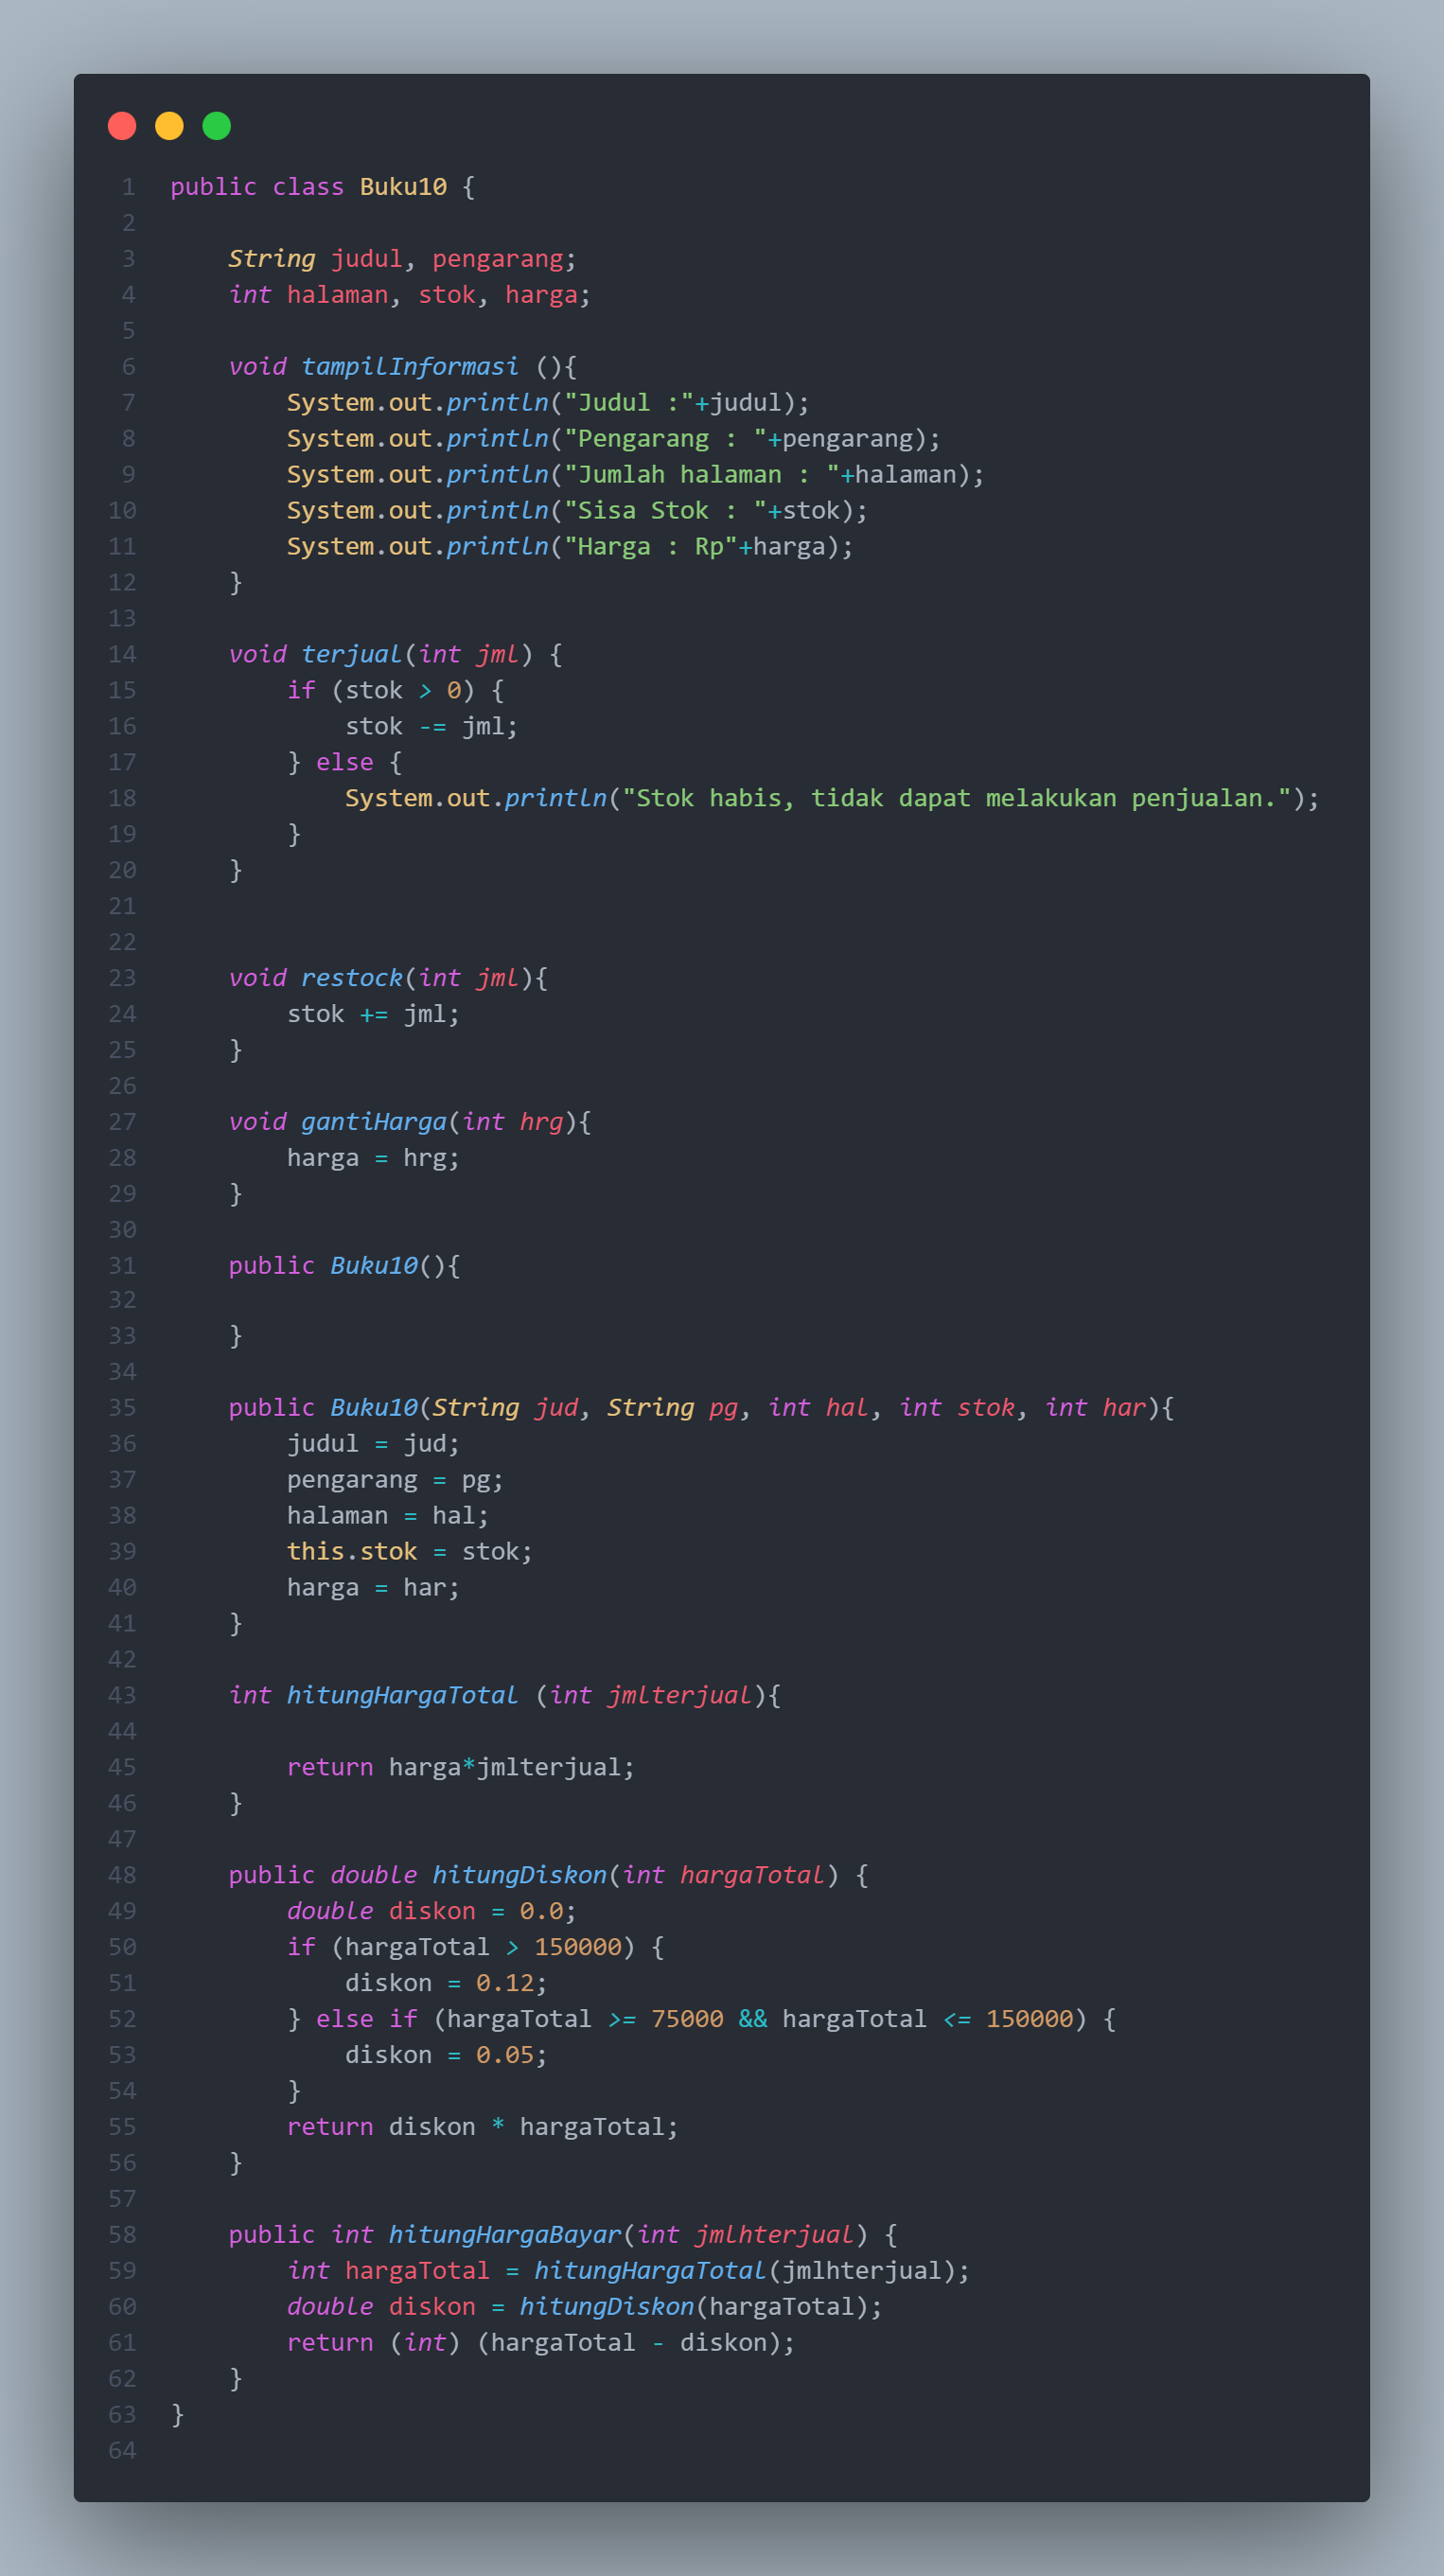 1 public class Buku10 {
2
3     String judul, pengarang;
4     int halaman, stok, harga;
5
6     void tampilInformasi (){
7         System.out.println("Judul :"+judul);
8         System.out.println("Pengarang : "+pengarang);
9         System.out.println("Jumlah halaman : "+halaman);
10         System.out.println("Sisa Stok : "+stok);
11         System.out.println("Harga : Rp"+harga);
12     }
13
14     void terjual(int jml) {
15         if (stok > 0) {
16             stok -= jml;
17         } else {
18             System.out.println("Stok habis, tidak dapat melakukan penjualan.");
19         }
20     }
21
22
23     void restock(int jml){
24         stok += jml;
25     }
26
27     void gantiHarga(int hrg){
28         harga = hrg;
29     }
30
31     public Buku10(){
32
33     }
34
35     public Buku10(String jud, String pg, int hal, int stok, int har){
36         judul = jud;
37         pengarang = pg;
38         halaman = hal;
39         this.stok = stok;
40         harga = har;
41     }
42
43     int hitungHargaTotal (int jmlterjual){
44
45         return harga*jmlterjual;
46     }
47
48     public double hitungDiskon(int hargaTotal) {
49         double diskon = 0.0;
50         if (hargaTotal > 150000) {
51             diskon = 0.12;
52         } else if (hargaTotal >= 75000 && hargaTotal <= 150000) {
53             diskon = 0.05;
54         }
55         return diskon * hargaTotal;
56     }
57
58     public int hitungHargaBayar(int jmlhterjual) {
59         int hargaTotal = hitungHargaTotal(jmlhterjual);
60         double diskon = hitungDiskon(hargaTotal);
61         return (int) (hargaTotal - diskon);
62     }
63 }
64